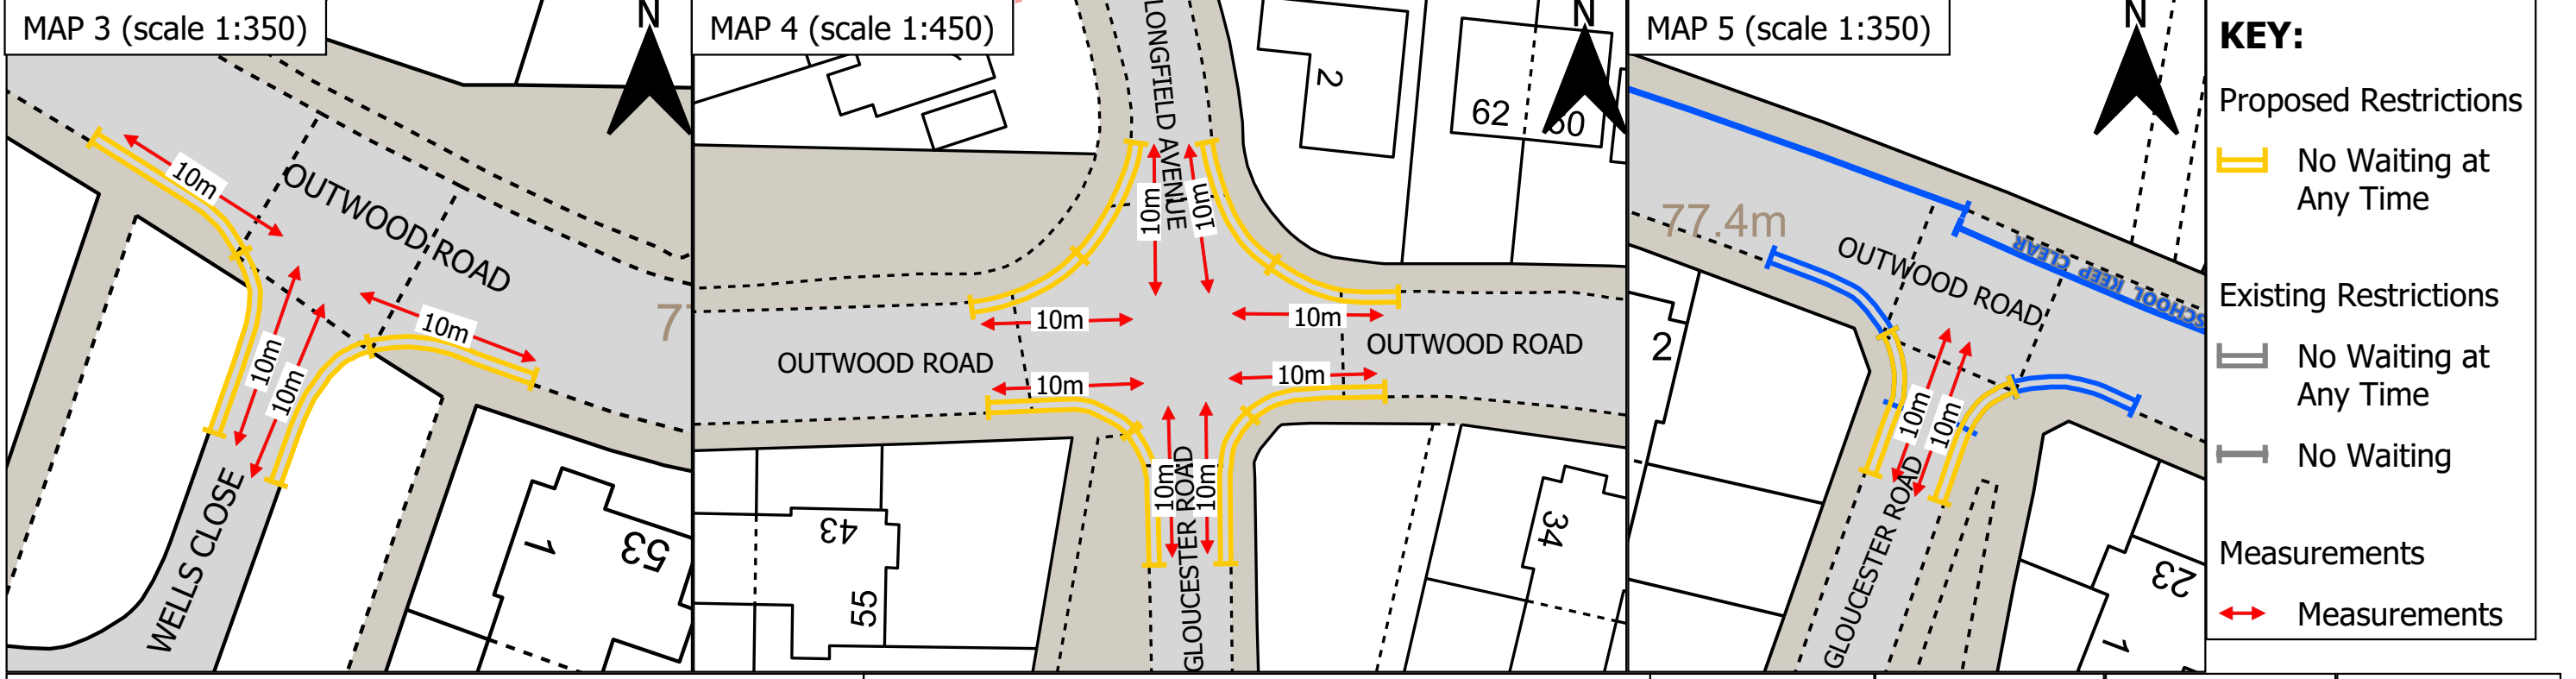 MAP 3 (scale 1:350)
N
10m
OUTWOOD ROAD
10m
10m
10m
WELLS CLOSE
1
53
MAP 4 (scale 1:450)
N
LONGFIELD AVENUE
2
62
60
10m
10m
10m
10m
OUTWOOD ROAD
OUTWOOD ROAD
10m
10m
10m
10m
GLOUCESTER ROAD
43
55
34
MAP 5 (scale 1:350)
N
77.4m
OUTWOOD ROAD
SCHOOL KEEP CLEAR
2
10m
10m
GLOUCESTER ROAD
23
1
KEY:
Proposed Restrictions
No Waiting at
Any Time
Existing Restrictions
No Waiting at
Any Time
No Waiting
Measurements
Measurements